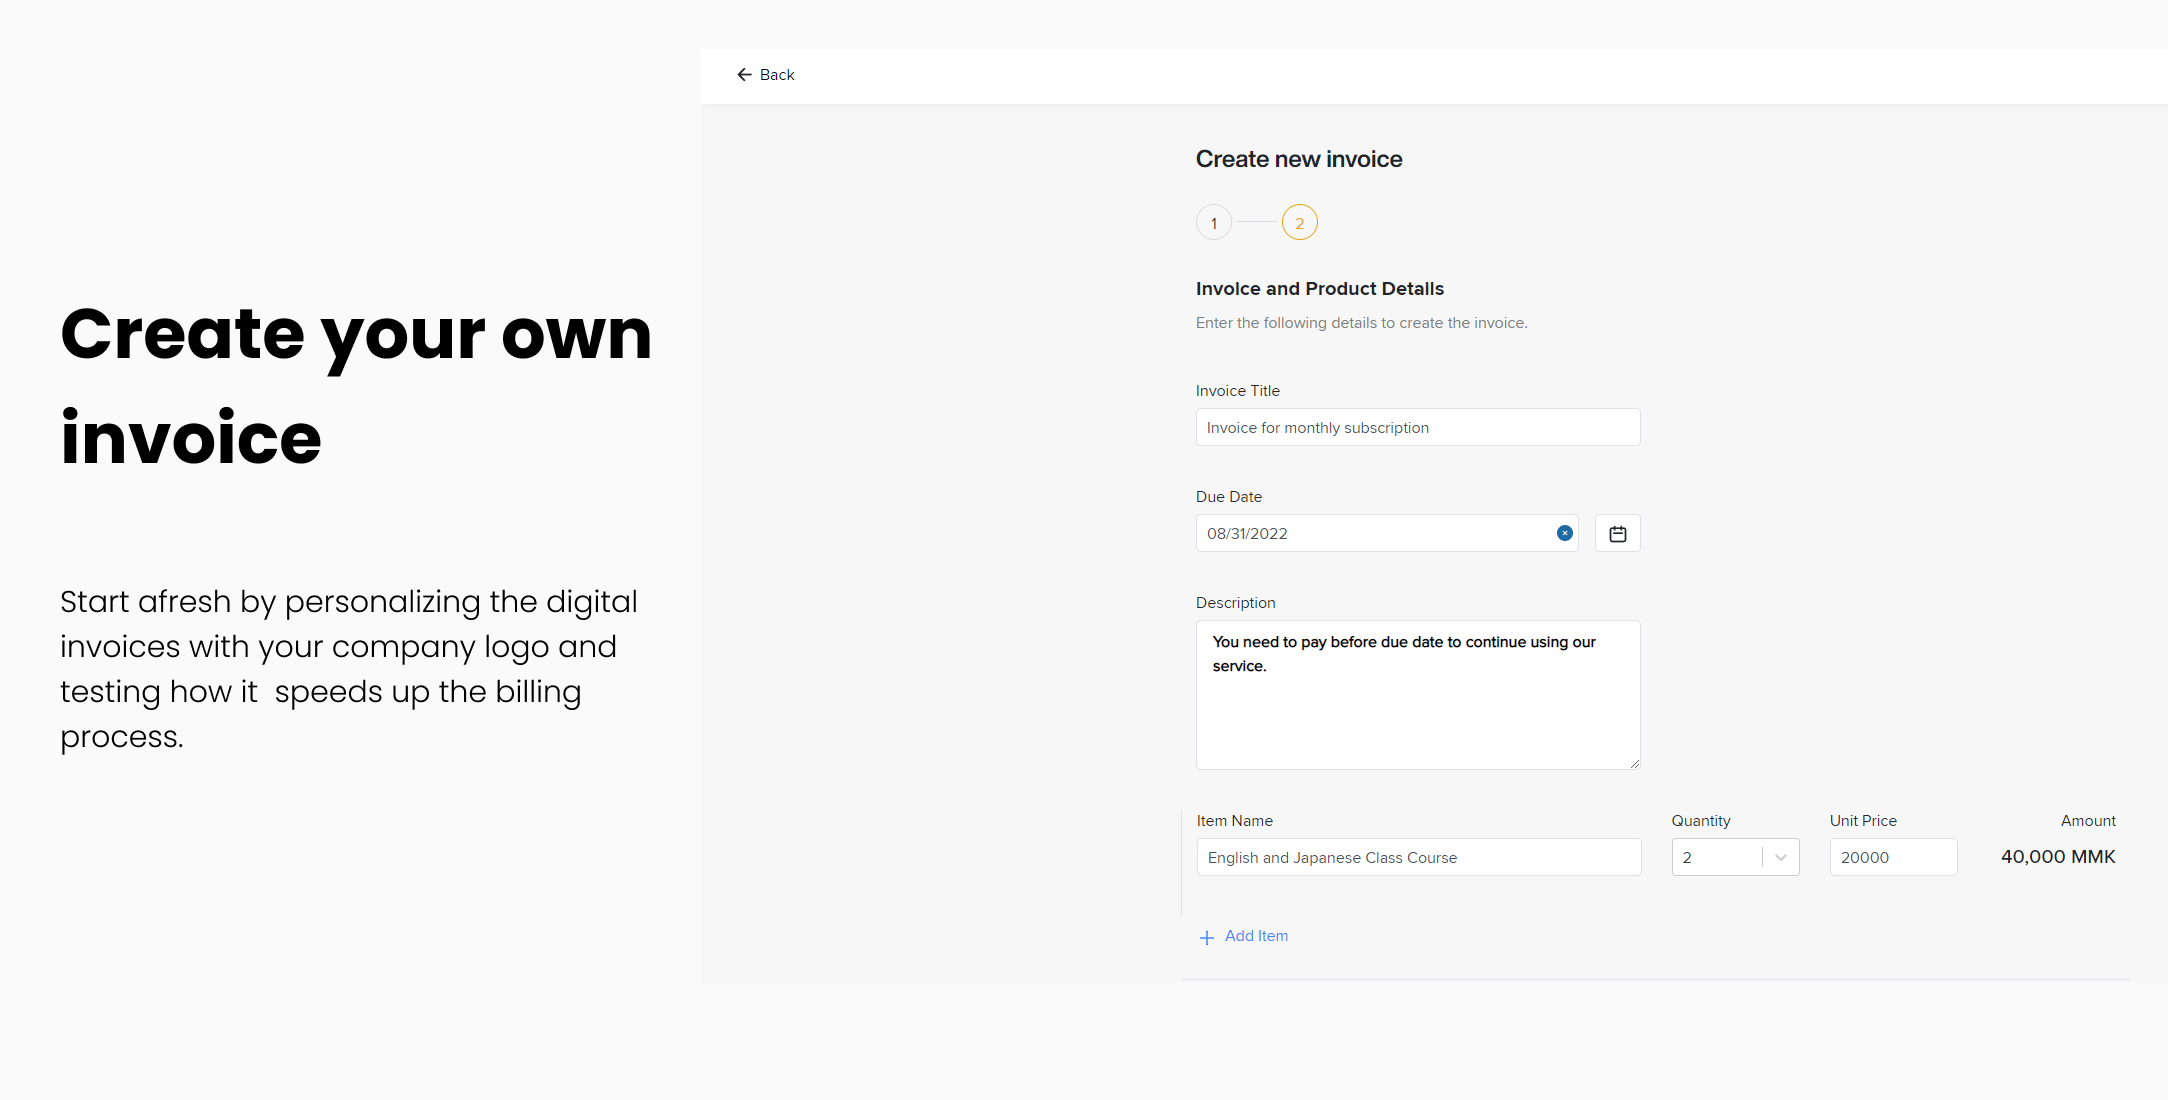 Create your own
invoice
Start afresh by personalizing the digital
invoices with your company logo and
testing how it  speeds up the billing
process.
Back
Create new invoice
1
2
Invoice and Product Details
Enter the following details to create the invoice.
Invoice Title
Invoice for monthly subscription
Due Date
08/31/2022
Description
You need to pay before due date to continue using our
service.
Item Name Quantity Unit Price Amount
English and Japanese Class Course 2 20000 40,000 MMK
Add Item